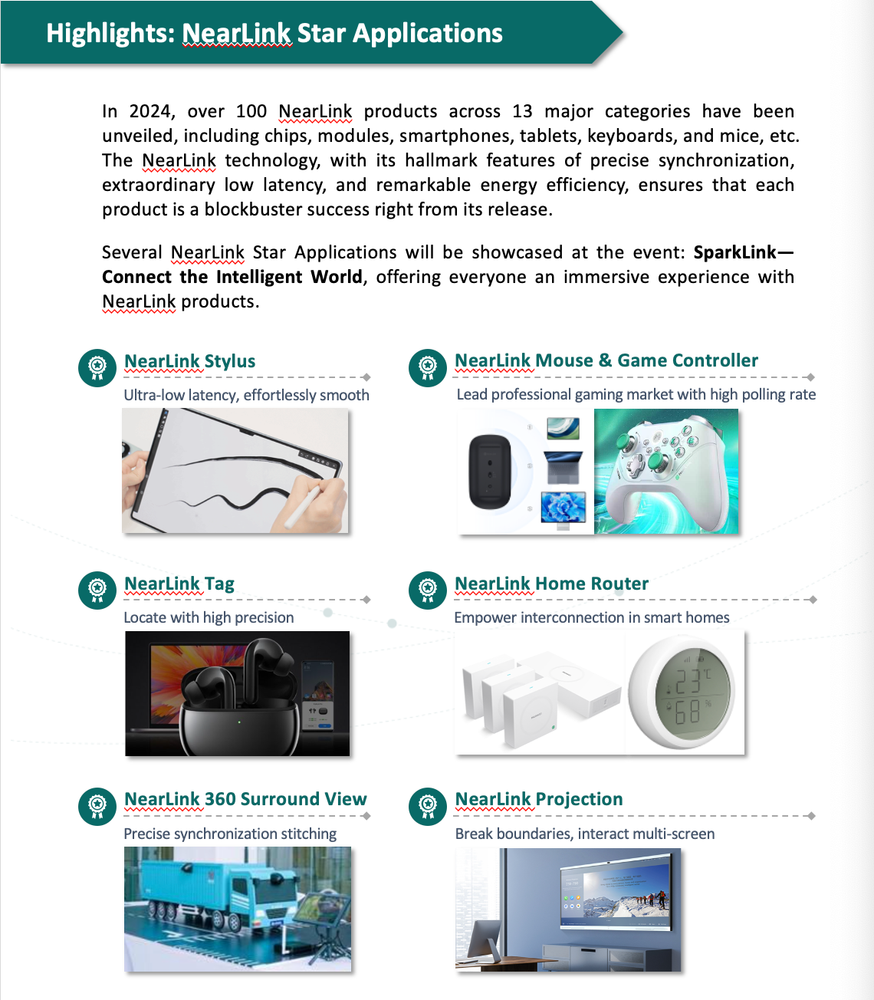 Highlights: NearLink Star Applications
In 2024, over 100 NearLink products across 13 major categories have been
unveiled, including chips, modules, smartphones, tablets, keyboards, and mice, etc.
The NearLink technology, with its hallmark features of precise synchronization,
extraordinary low latency, and remarkable energy efficiency, ensures that each
product is a blockbuster success right from its release.
Several NearLink Star Applications will be showcased at the event: SparkLink—
Connect the Intelligent World, offering everyone an immersive experience with
NearLink products.
NearLink Stylus
Ultra-low latency, effortlessly smooth
NearLink Mouse & Game Controller
Lead professional gaming market with high polling rate
NearLink Tag
Locate with high precision
NearLink Home Router
Empower interconnection in smart homes
23 °C
68 %
NearLink 360 Surround View
Precise synchronization stitching
NearLink Projection
Break boundaries, interact multi-screen